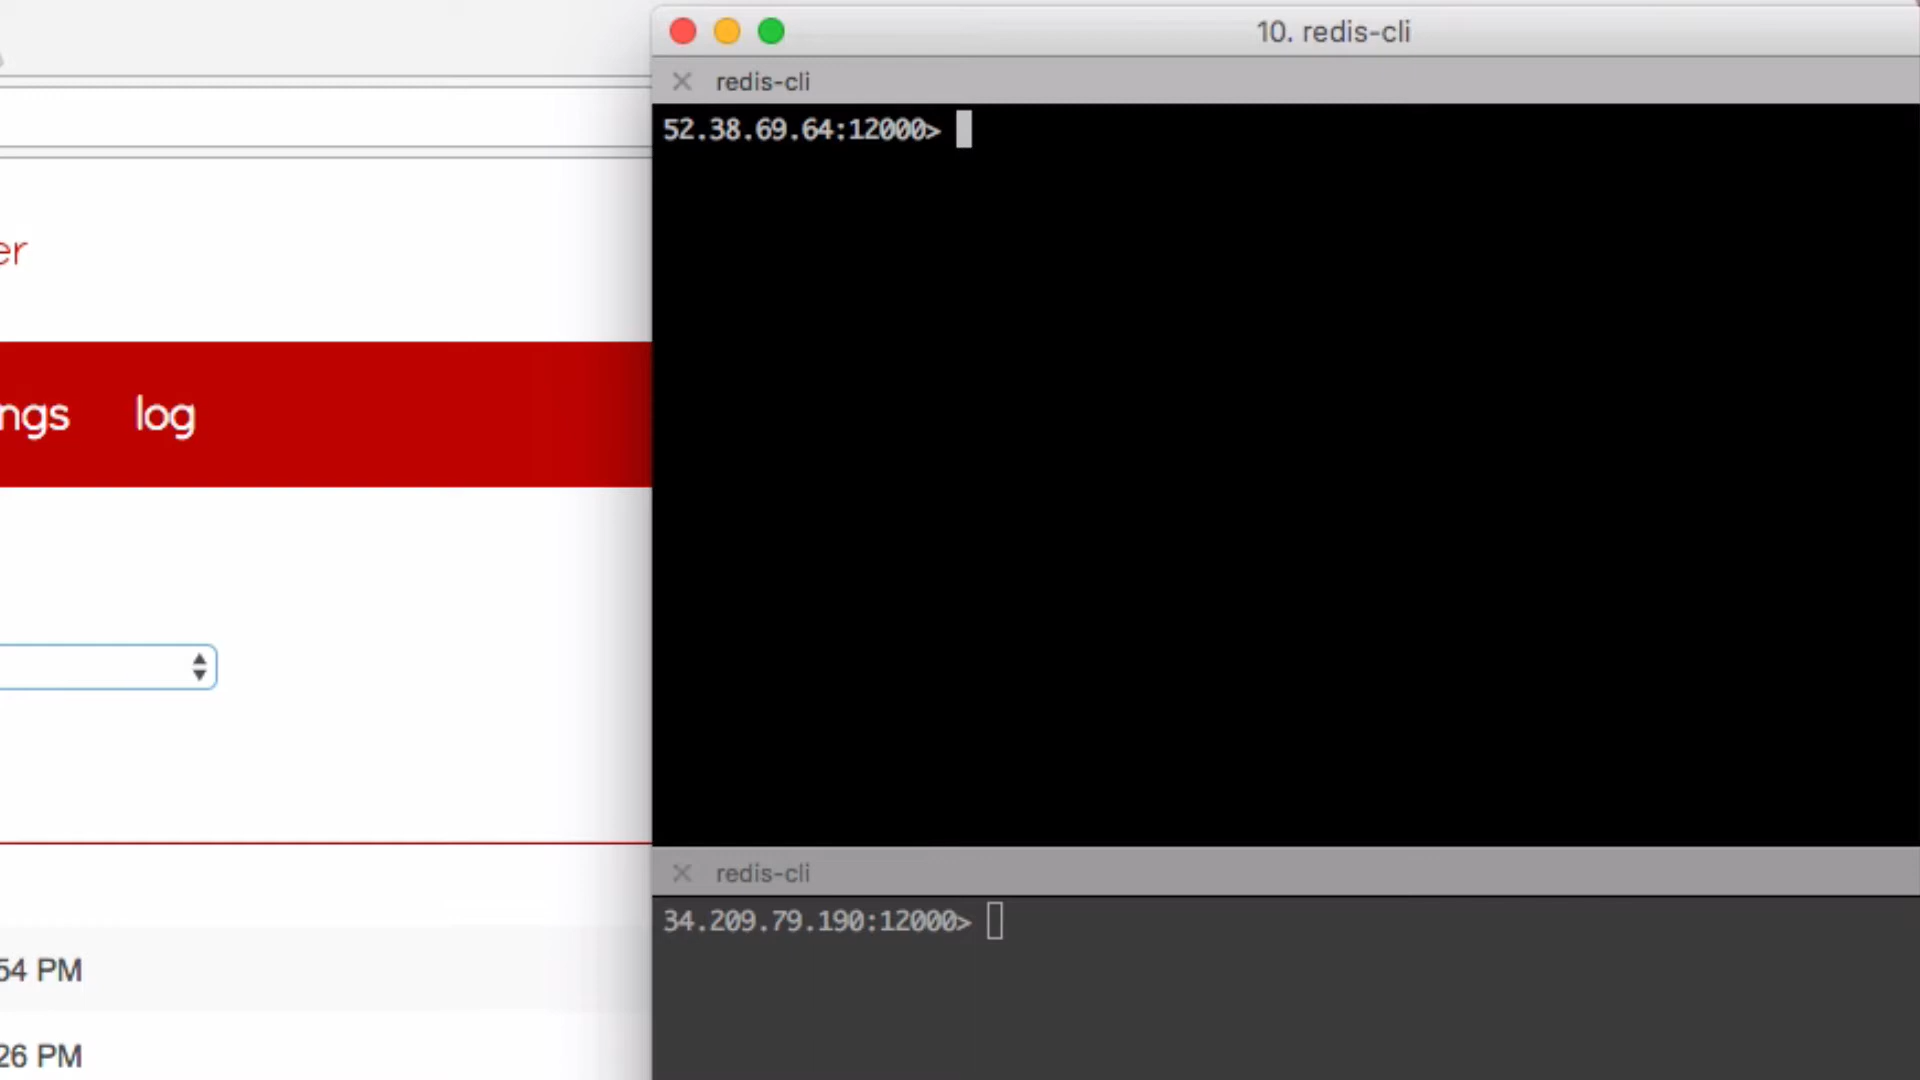 10. redis-cli
redis-cli
52.38.69.64:12000>
er
ngs log
redis-cli
34.209.79.190:12000>
54 PM
26 PM